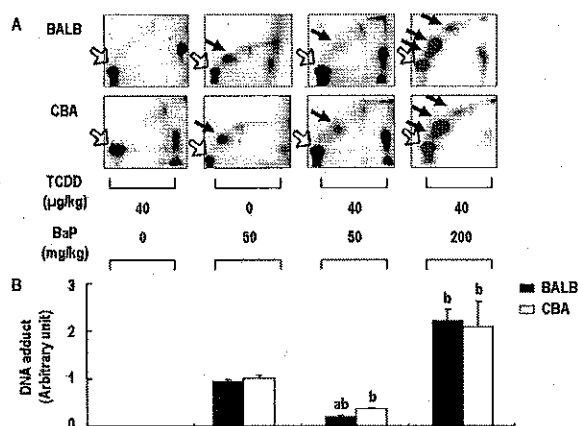 A
BALB
CBA
TCDD
(µg/kg)
40 0 40 40
BaP
(mg/kg)
0 50 50 200
B
BALB
CBA
DNA adduct
(Arbitrary unit)
3
2
1
0
ab b b b